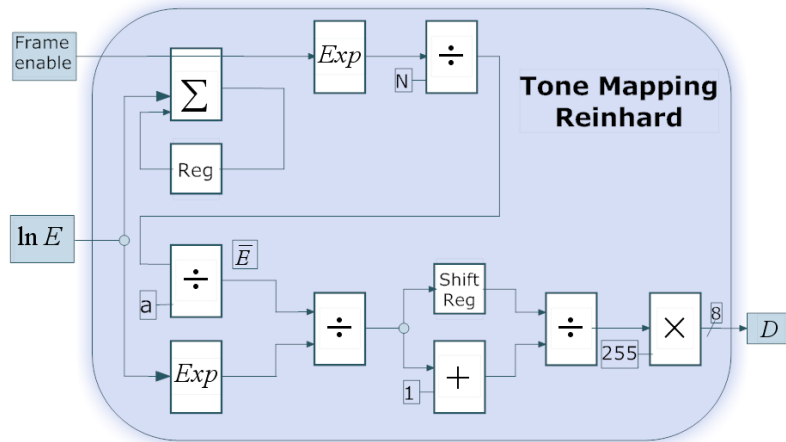 Frame
enable
Exp
÷
N
Tone Mapping
Reinhard
∑
Reg
ln E
÷
E̅
a
Exp
÷
Shift
Reg
+
1
÷
255
×
8
D